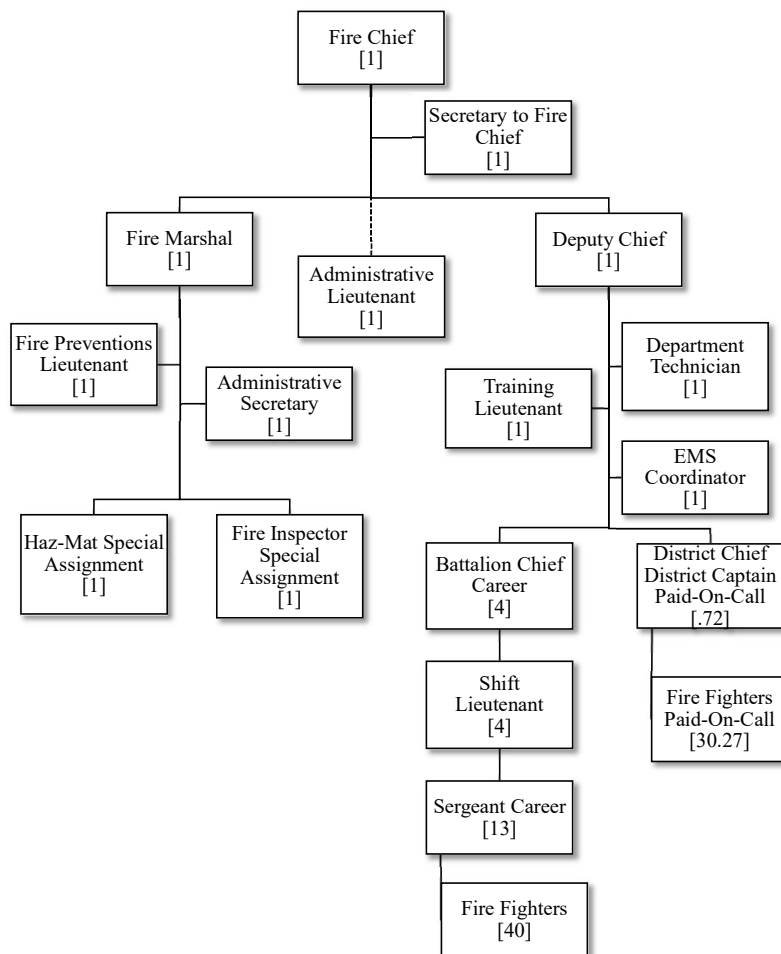 Fire Chief
[1]
Secretary to Fire
Chief
[1]
Fire Marshal
[1]
Administrative
Lieutenant
[1]
Deputy Chief
[1]
Fire Preventions
Lieutenant
[1]
Administrative
Secretary
[1]
Training
Lieutenant
[1]
Department
Technician
[1]
EMS
Coordinator
[1]
Haz-Mat Special
Assignment
[1]
Fire Inspector
Special
Assignment
[1]
Battalion Chief
Career
[4]
District Chief
District Captain
Paid-On-Call
[.72]
Shift
Lieutenant
[4]
Fire Fighters
Paid-On-Call
[30.27]
Sergeant Career
[13]
Fire Fighters
[40]